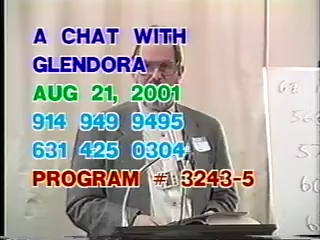 A CHAT WITH
GLENDORA
AUG 21, 2001
914 949 9495
631 425 0304
PROGRAM # 3243-5